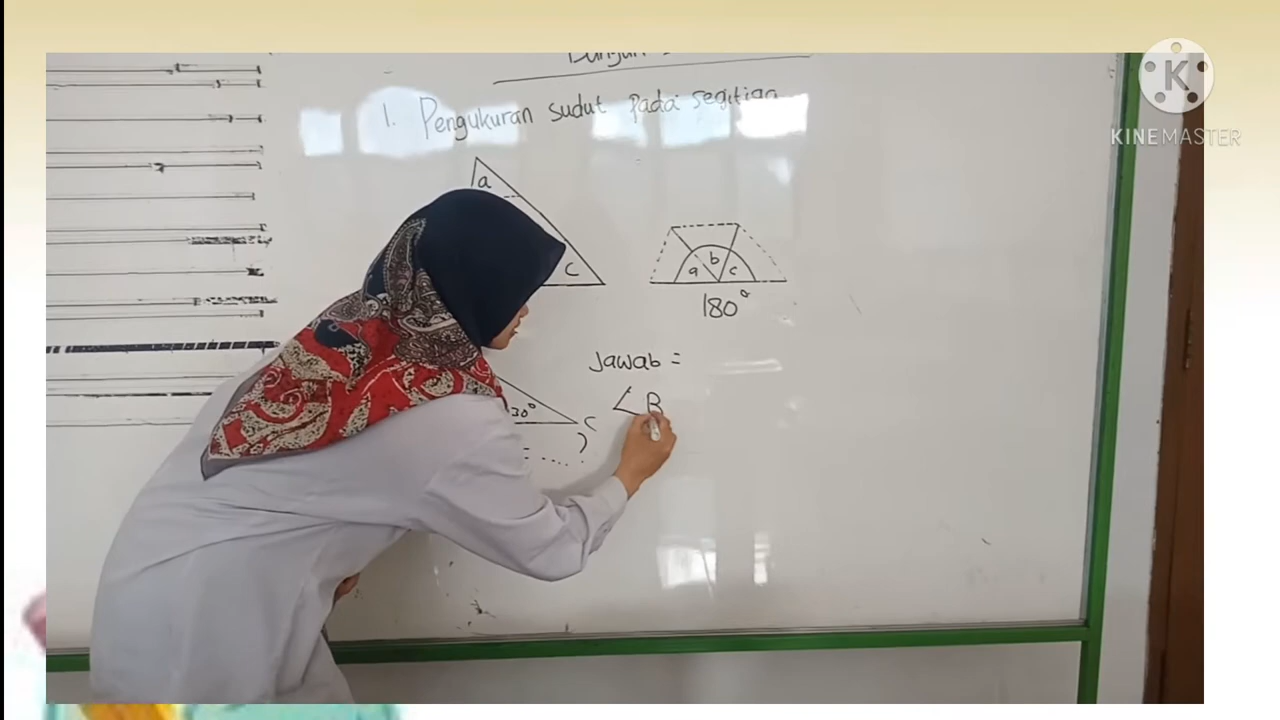 1. Pengukuran sudut pada segitiga
a
c
a b c
180°
Jawab =
30°
C
∠B
= .....
K
KINEMASTER